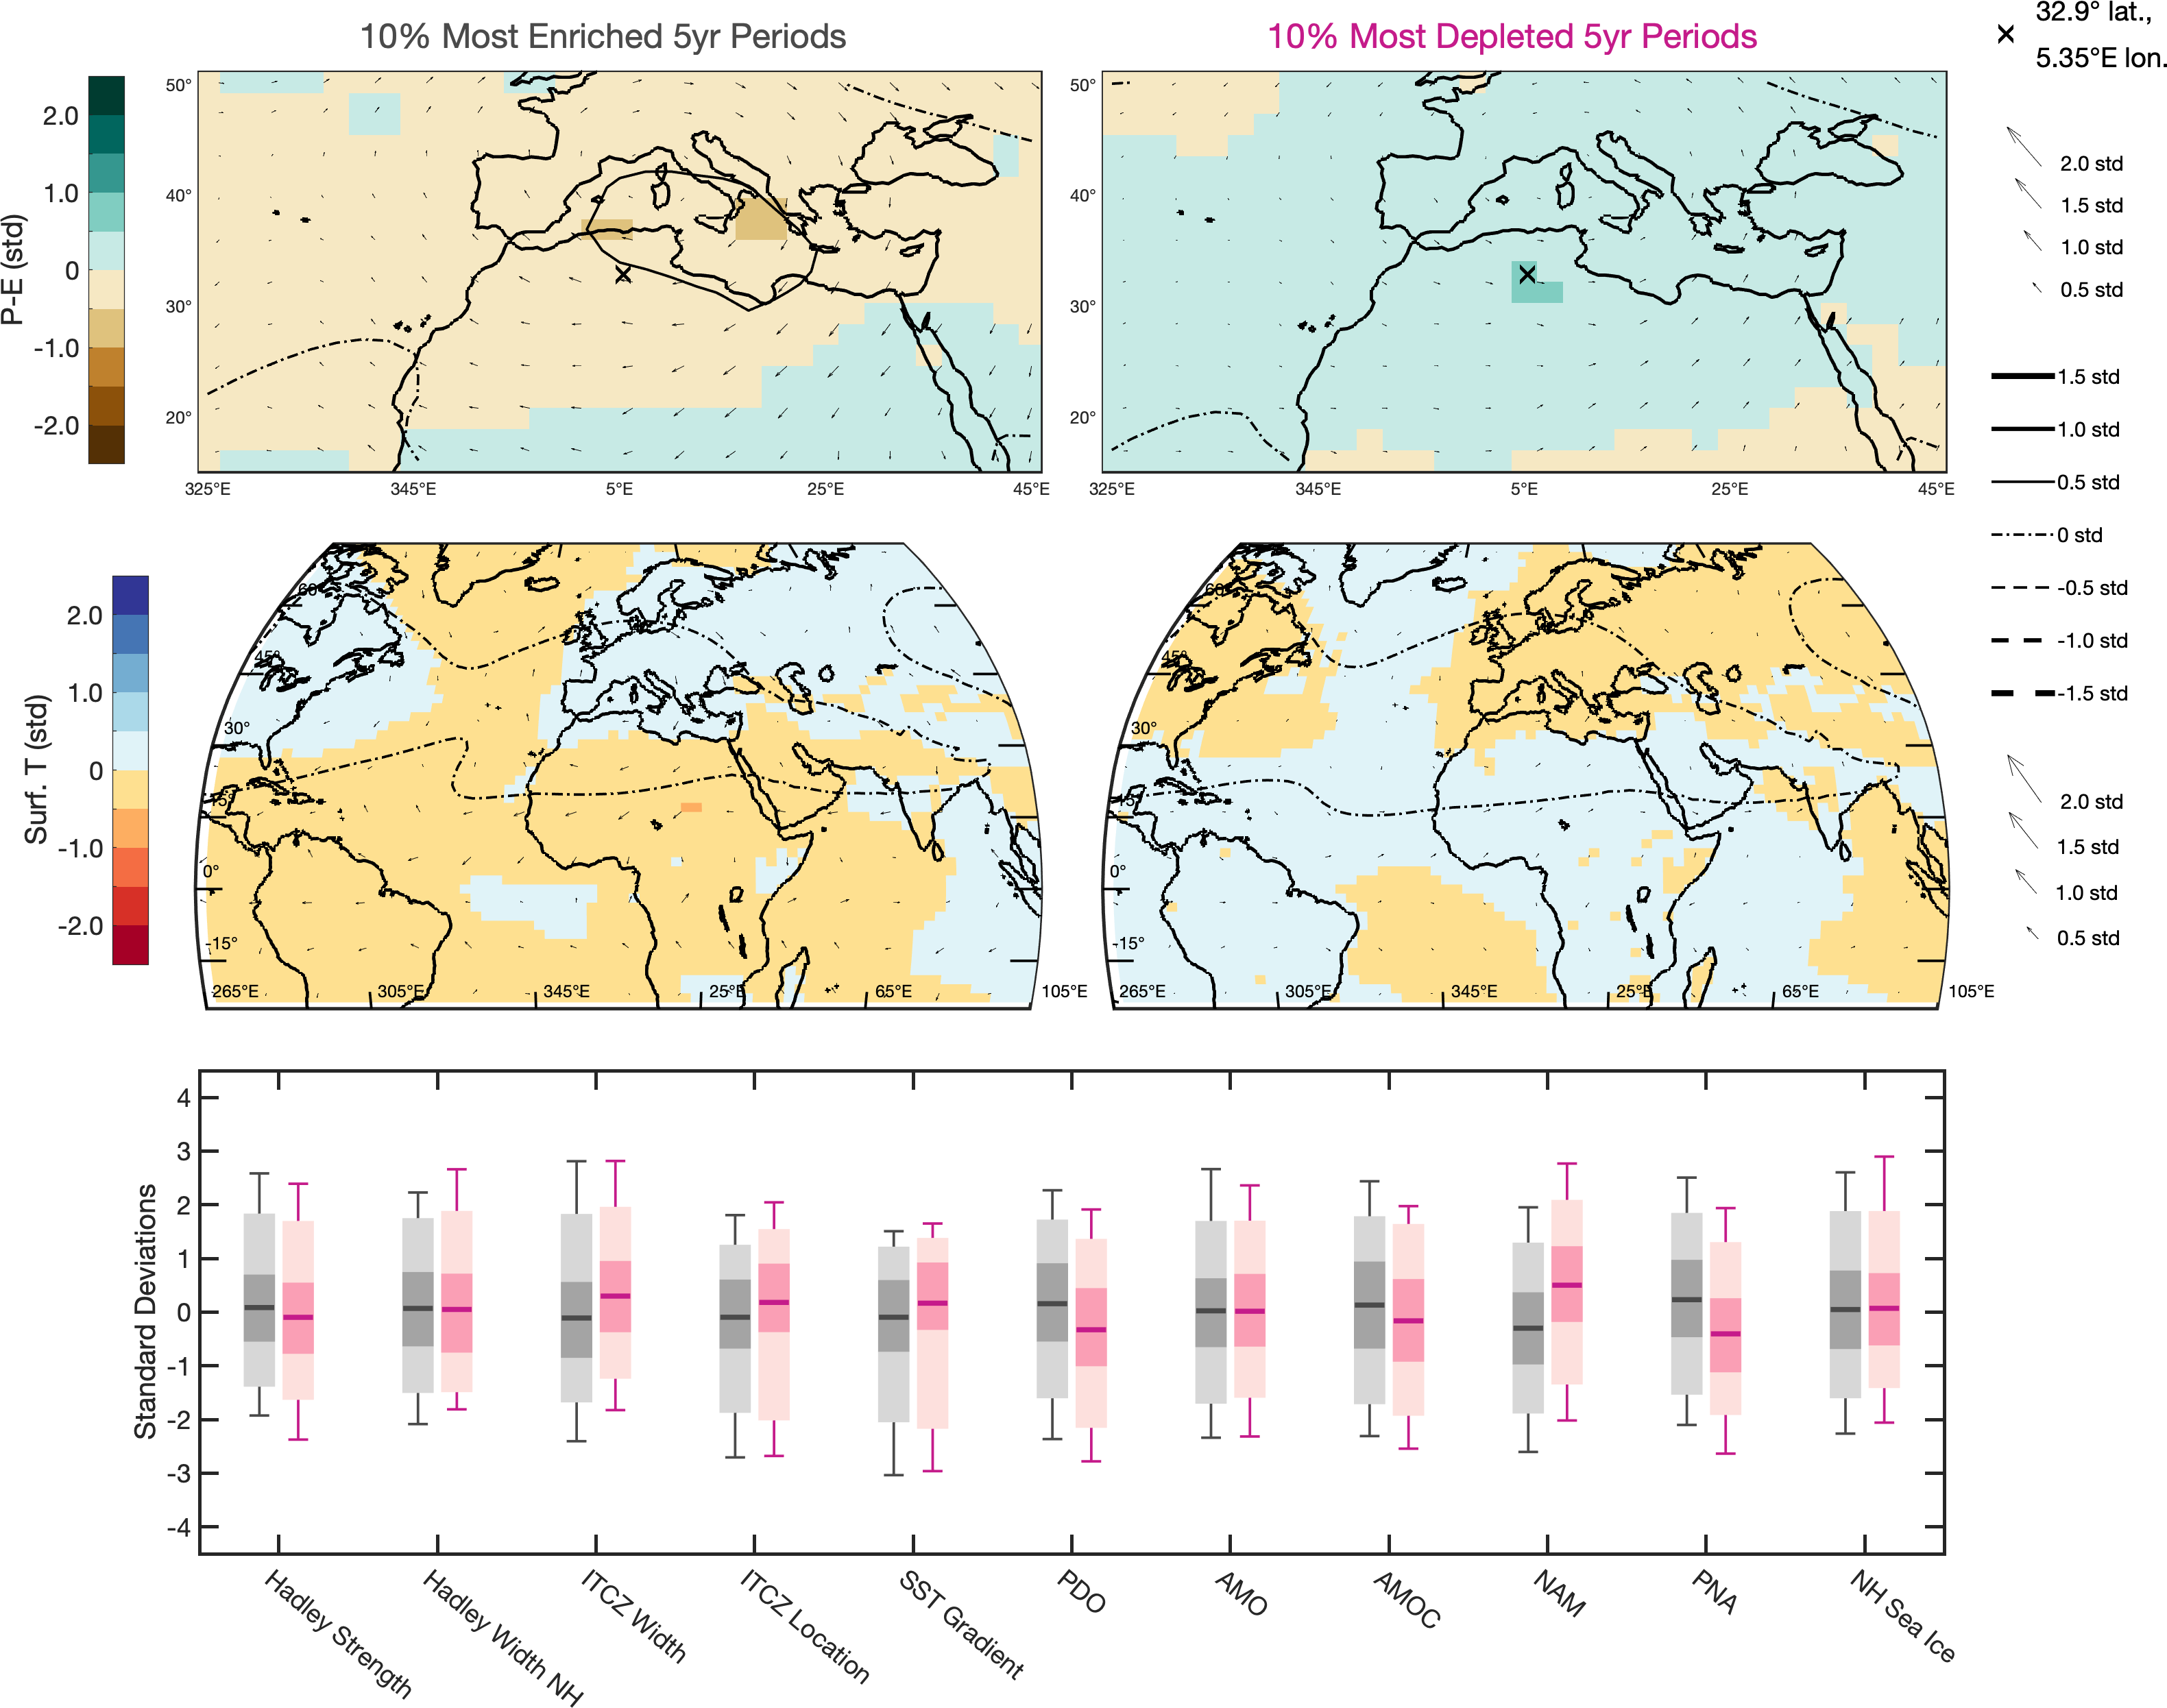 10% Most Enriched 5yr Periods
10% Most Depleted 5yr Periods
32.9° lat.,
5.35°E lon.
P-E (std)
2.0
1.0
0
-1.0
-2.0
50°
40°
30°
20°
325°E
345°E
5°E
25°E
45°E
50°
40°
30°
20°
325°E
345°E
5°E
25°E
45°E
2.0 std
1.5 std
1.0 std
0.5 std
1.5 std
1.0 std
0.5 std
0 std
-0.5 std
-1.0 std
-1.5 std
Surf. T (std)
2.0
1.0
0
-1.0
-2.0
60°
45°
30°
15°
0°
-15°
265°E
305°E
345°E
25°E
65°E
105°E
60°
45°
30°
15°
0°
-15°
265°E
305°E
345°E
25°E
65°E
105°E
2.0 std
1.5 std
1.0 std
0.5 std
Standard Deviations
4
3
2
1
0
-1
-2
-3
-4
Hadley Strength
Hadley Width NH
ITCZ Width
ITCZ Location
SST Gradient
PDO
AMO
AMOC
NAM
PNA
NH Sea Ice